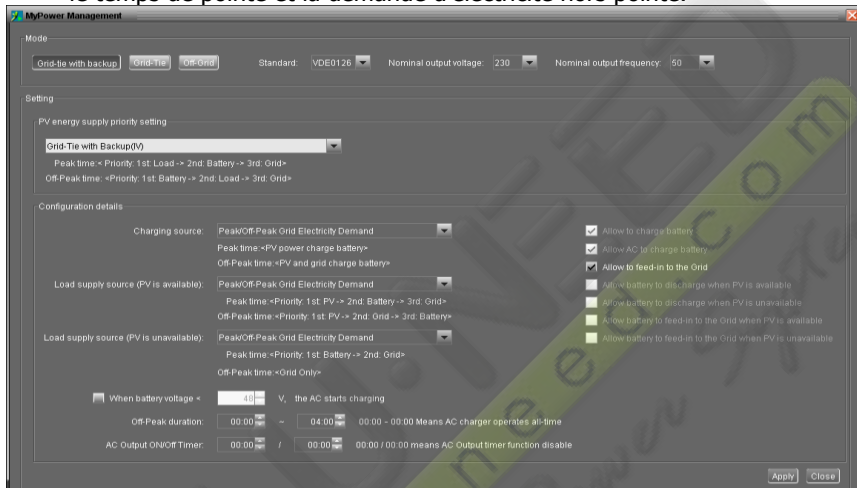 le temps de pointe et la demande d'électricité hors pointe.
MyPower Management
Mode
Grid-tie with backup Grid-Tie Off-Grid Standard: VDE0126 Nominal output voltage: 230 Nominal output frequency: 50
Setting
PV energy supply priority setting
Grid-Tie with Backup(IV)
Peak time:< Priority: 1st: Load -> 2nd: Battery -> 3rd: Grid>
Off-Peak time: <Priority: 1st: Battery -> 2nd: Load -> 3rd: Grid>
Configuration details
Charging source: Peak/Off-Peak Grid Electricity Demand
Peak time:<PV power charge battery>
Off-Peak time:<PV and grid charge battery>
Load supply source (PV is available): Peak/Off-Peak Grid Electricity Demand
Peak time:<Priority: 1st: PV -> 2nd: Battery -> 3rd: Grid>
Off-Peak time:<Priority: 1st: PV -> 2nd: Grid -> 3rd: Battery>
Load supply source (PV is unavailable): Peak/Off-Peak Grid Electricity Demand
Peak time:<Priority: 1st: Battery -> 2nd: Grid>
Off-Peak time:<Grid Only>
When battery voltage < 48 V, the AC starts charging
Off-Peak duration: 00:00 – 04:00 00:00 - 00:00 Means AC charger operates all-time
AC Output ON/Off Timer: 00:00 / 00:00 00:00 / 00:00 means AC Output timer function disable
Allow to charge battery
Allow AC to charge battery
Allow to feed-in to the Grid
Allow battery to discharge when PV is available
Allow battery to discharge when PV is unavailable
Allow battery to feed-in to the Grid when PV is available
Allow battery to feed-in to the Grid when PV is unavailable
Apply Close